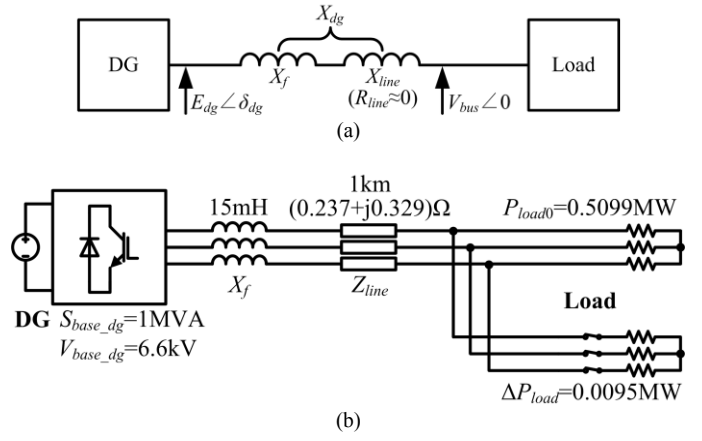 X_dg
DG
Load
X_f
X_line
(R_line≈0)
E_dg∠δ_dg
V_bus∠0
(a)
1km
15mH
(0.237+j0.329)Ω
P_load0=0.5099MW
X_f
Z_line
Load
DG S_base_dg=1MVA
V_base_dg=6.6kV
ΔP_load=0.0095MW
(b)